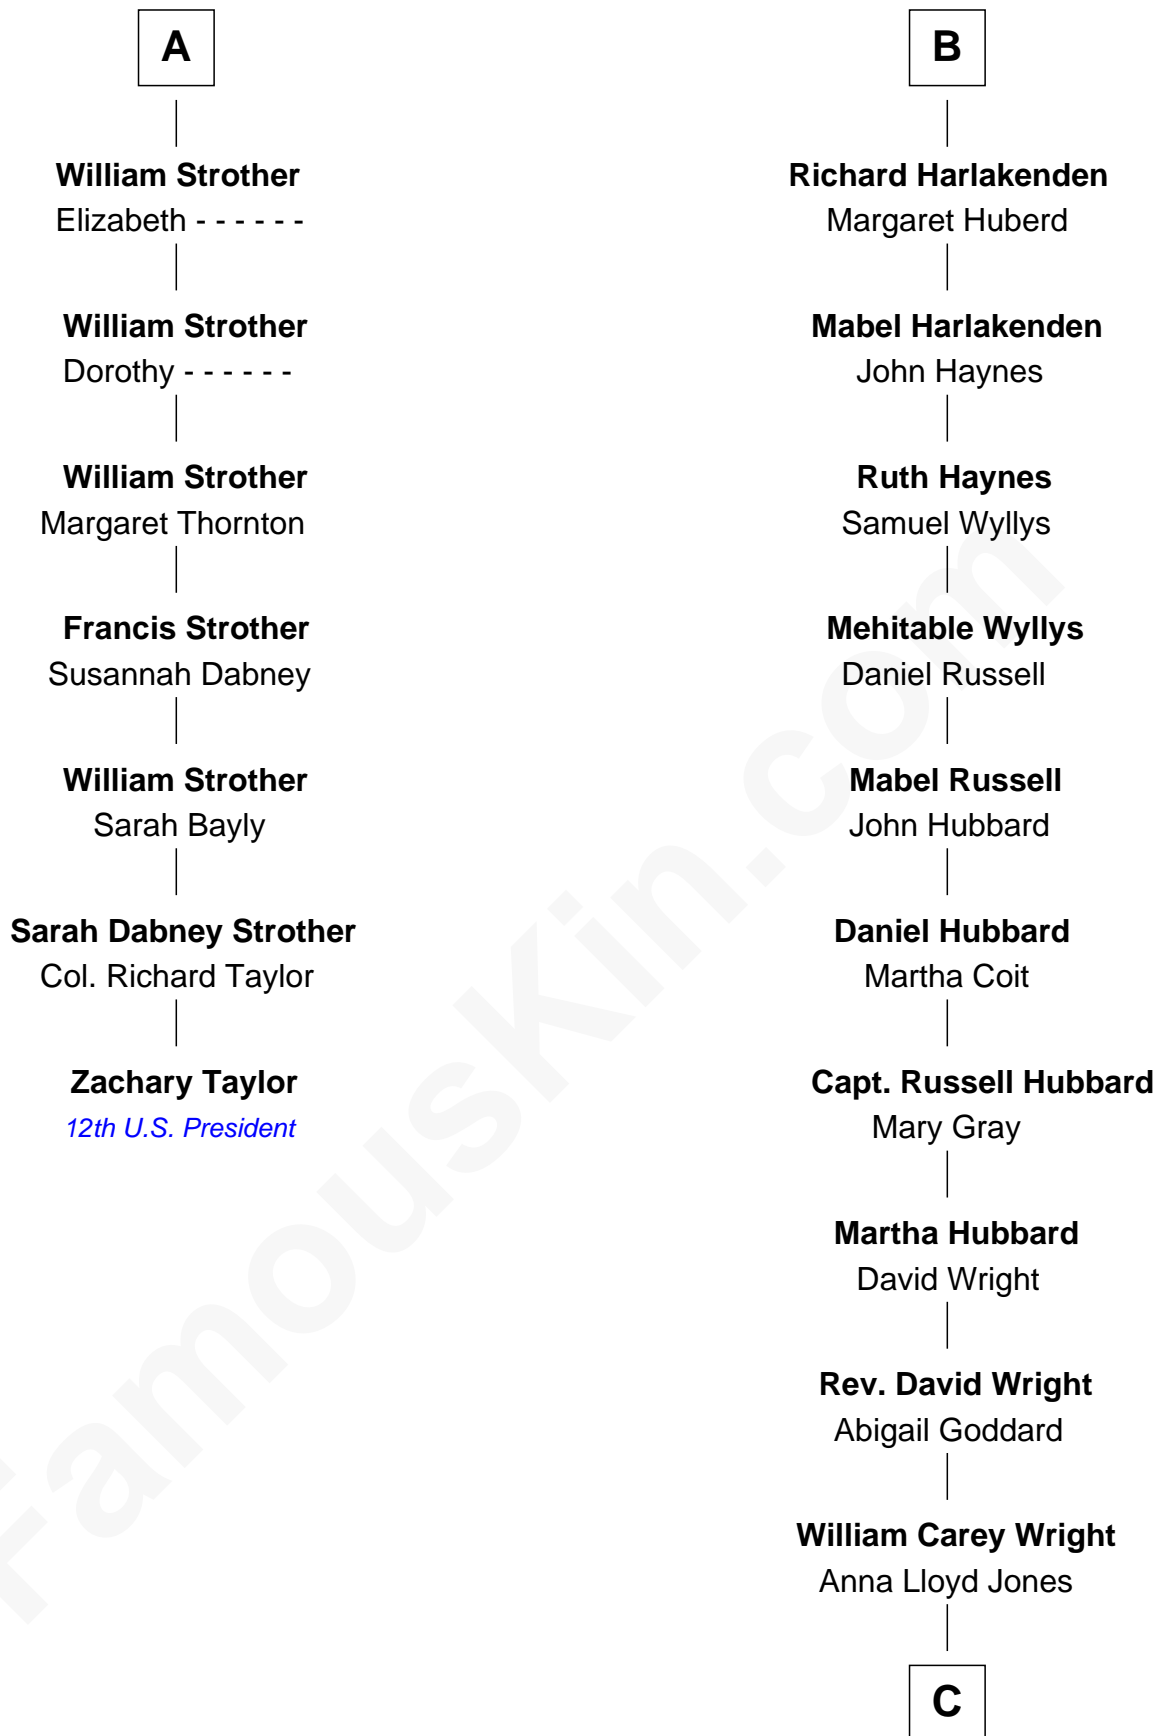 A
William Strother
Elizabeth - - - - - -
William Strother
Dorothy - - - - - -
William Strother
Margaret Thornton
Francis Strother
Susannah Dabney
William Strother
Sarah Bayly
Sarah Dabney Strother
Col. Richard Taylor
Zachary Taylor
12th U.S. President
B
Richard Harlakenden
Margaret Huberd
Mabel Harlakenden
John Haynes
Ruth Haynes
Samuel Wyllys
Mehitable Wyllys
Daniel Russell
Mabel Russell
John Hubbard
Daniel Hubbard
Martha Coit
Capt. Russell Hubbard
Mary Gray
Martha Hubbard
David Wright
Rev. David Wright
Abigail Goddard
William Carey Wright
Anna Lloyd Jones
C
FamousKin.com